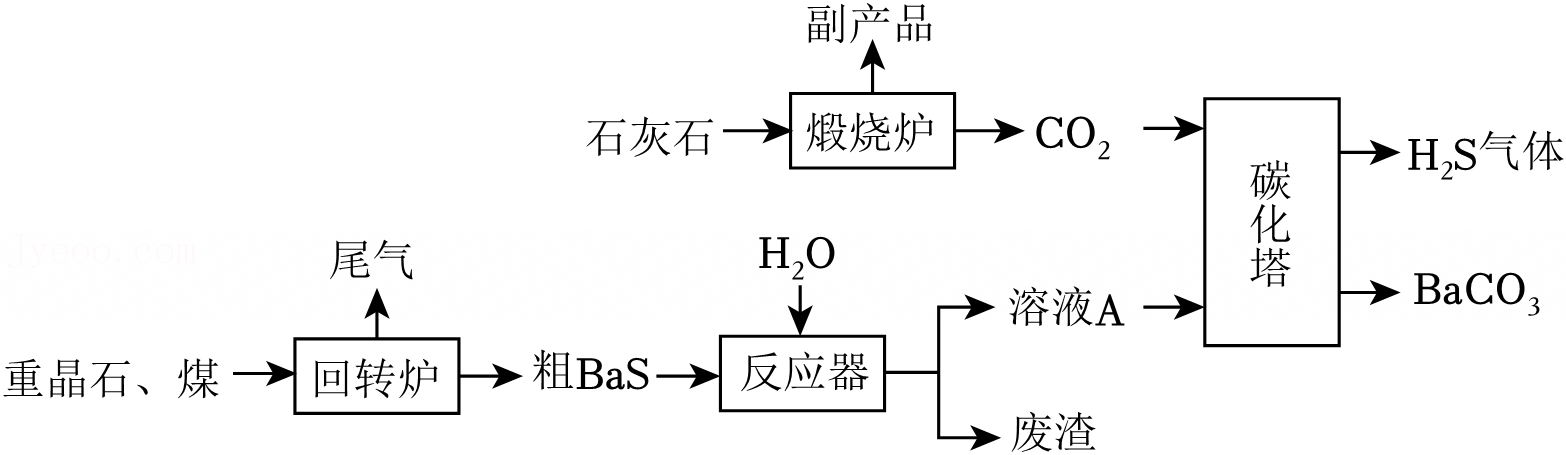 副产品
石灰石
煅烧炉
CO₂
碳化塔
H₂S气体
尾气
H₂O
BaCO₃
溶液A
重晶石、煤
回转炉
粗BaS
反应器
废渣
jyeoo.com